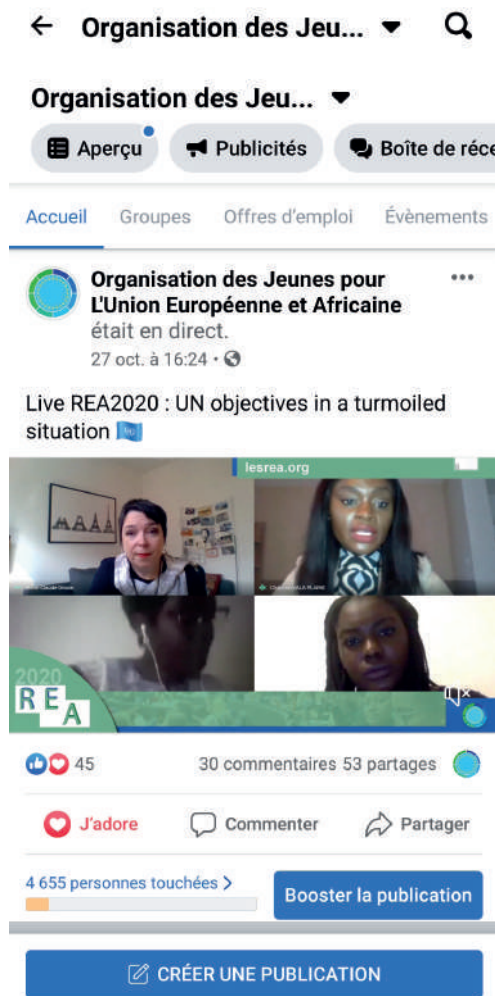 Organisation des Jeu...
Organisation des Jeu...
Aperçu Publicités Boîte de réce
Accueil Groupes Offres d'emploi Évènements
Organisation des Jeunes pour
L'Union Européenne et Africaine
était en direct.
27 oct. à 16:24
Live REA2020 : UN objectives in a turmoiled
situation
lesrea.org
2020
REA
45 30 commentaires 53 partages
J'adore Commenter Partager
4 655 personnes touchées
Booster la publication
CRÉER UNE PUBLICATION